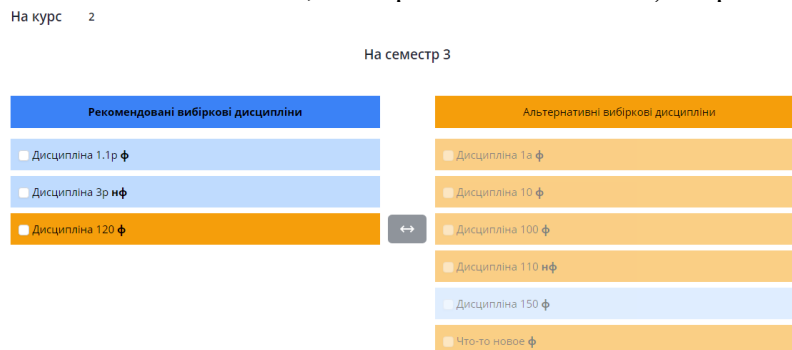 На курс 2
На семестр 3
Рекомендовані вибіркові дисципліни
Дисципліна 1.1р ф
Дисципліна 3р нф
Дисципліна 120 ф
Альтернативні вибіркові дисципліни
Дисципліна 1а ф
Дисципліна 10 ф
Дисципліна 100 ф
Дисципліна 110 нф
Дисципліна 150 ф
Что-то новое ф